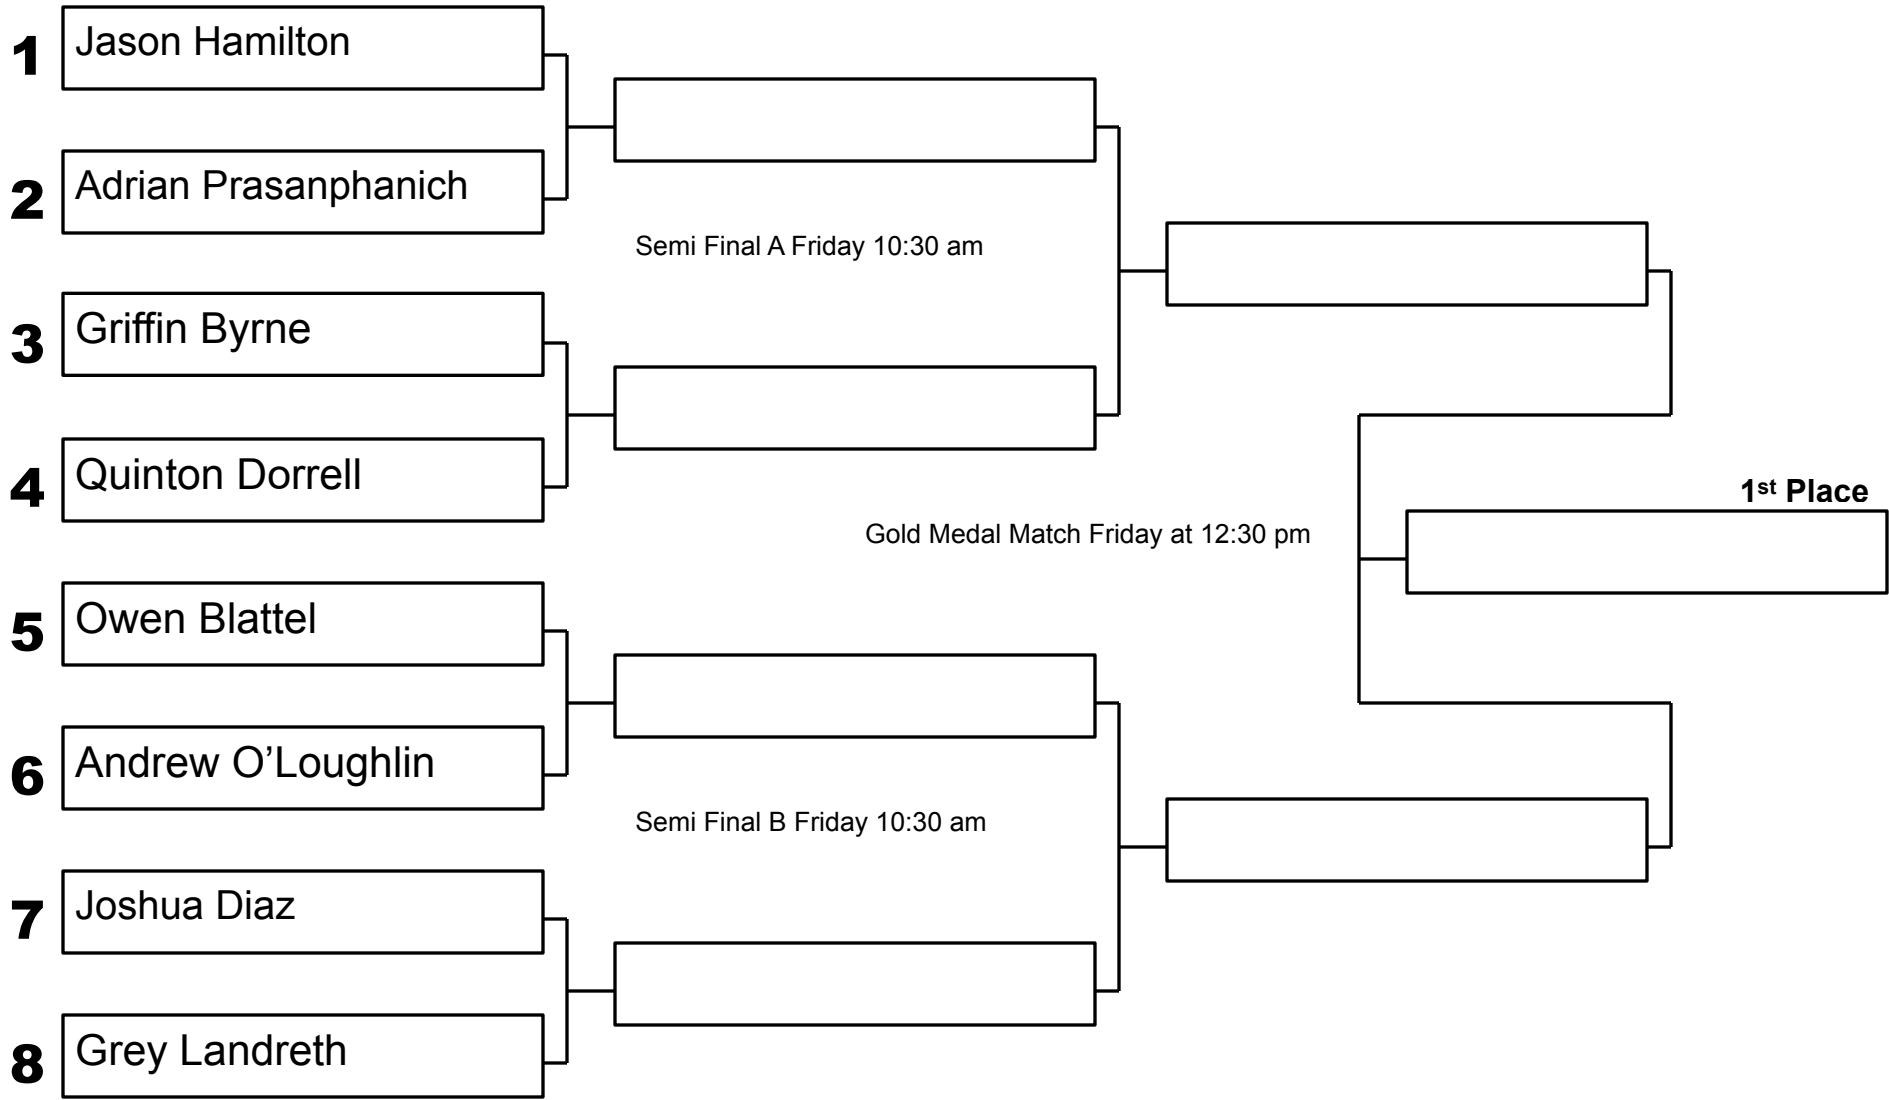 1 Jason Hamilton
2 Adrian Prasanphanich
Semi Final A Friday 10:30 am
3 Griffin Byrne
4 Quinton Dorrell
1st Place
Gold Medal Match Friday at 12:30 pm
5 Owen Blattel
6 Andrew O’Loughlin
Semi Final B Friday 10:30 am
7 Joshua Diaz
8 Grey Landreth